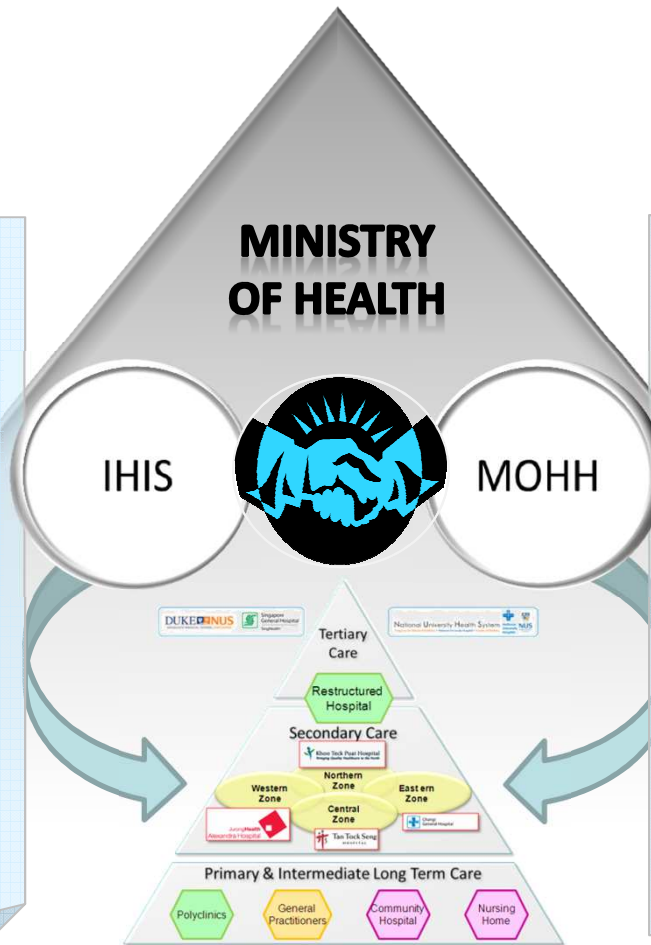 MINISTRY
OF HEALTH
IHIS
MOHH
DUKE NUS
Singapore
General Hospital
SingHealth
National University Health System
NUS
Tertiary
Care
Restructured
Hospital
Secondary Care
Khoo Teck Puat Hospital
Western
Zone
Northern
Zone
Eastern
Zone
Central
Zone
JurongHealth
Alexandra Hospital
Tan Tock Seng
HOSPITAL
Changi
General Hospital
Primary & Intermediate Long Term Care
Polyclinics
General
Practitioners
Community
Hospital
Nursing
Home